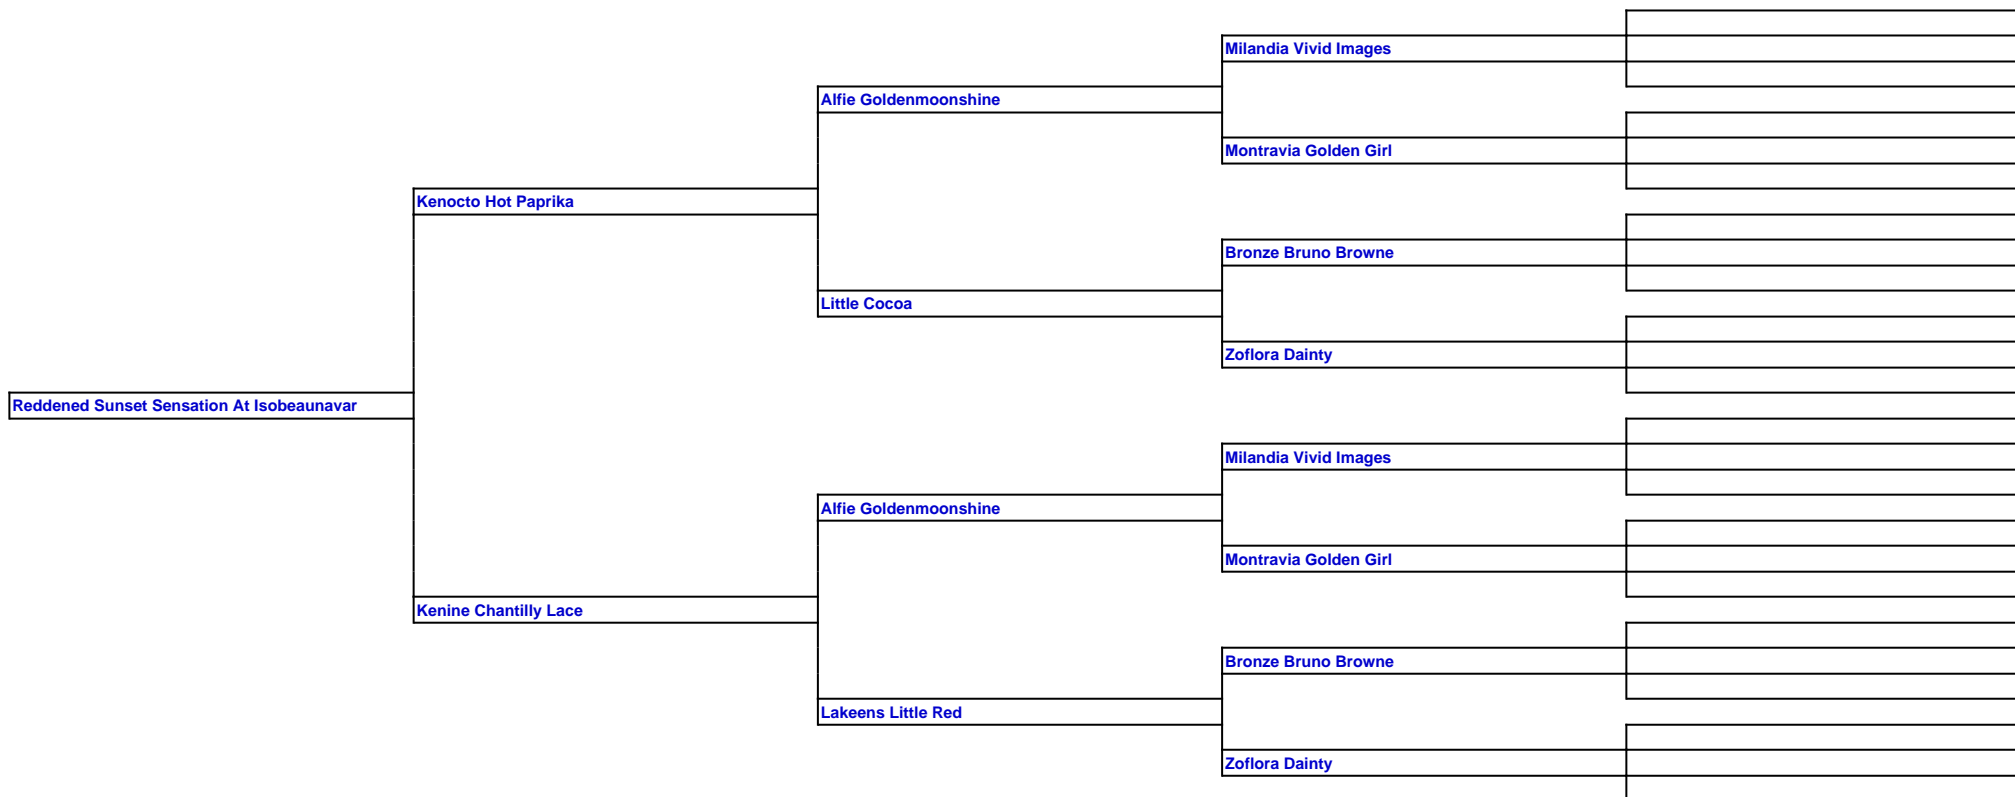 Milandia Vivid Images
Alfie Goldenmoonshine
Montravia Golden Girl
Kenocto Hot Paprika
Bronze Bruno Browne
Little Cocoa
Zoflora Dainty
Reddened Sunset Sensation At Isobeaunavar
Milandia Vivid Images
Alfie Goldenmoonshine
Montravia Golden Girl
Kenine Chantilly Lace
Bronze Bruno Browne
Lakeens Little Red
Zoflora Dainty